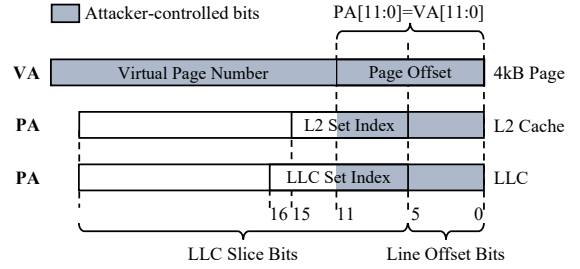 Attacker-controlled bits
PA[11:0]=VA[11:0]
VA Virtual Page Number Page Offset 4kB Page
PA L2 Set Index L2 Cache
PA LLC Set Index LLC
16 15 11 5 0
LLC Slice Bits Line Offset Bits